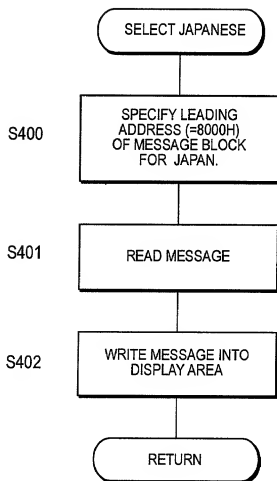 SELECT JAPANESE
S400
SPECIFY LEADING
ADDRESS (=8000H)
OF MESSAGE BLOCK
FOR JAPAN.
S401
READ MESSAGE
S402
WRITE MESSAGE INTO
DISPLAY AREA
RETURN